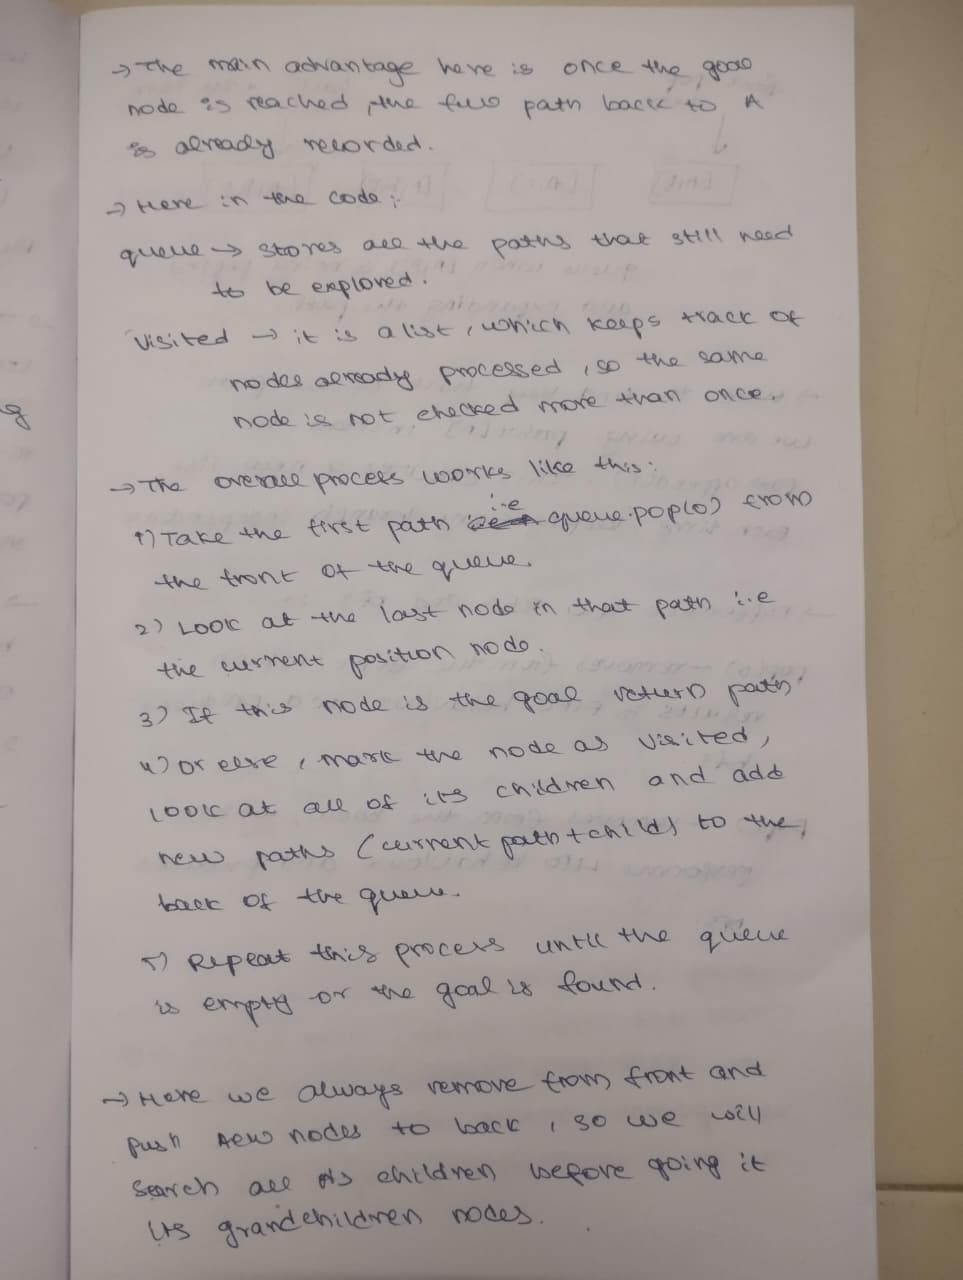 → The main advantage here is once the goal
node is reached, the full path back to A
is already recorded.
→ Here in the code:
queue → stores all the paths that still need
to be explored.
Visited → it is a list, which keeps track of
nodes already processed, so the same
node is not checked more than once.
→ The overall process works like this:
i.e
1) Take the first path queue.pop(0) from
the front of the queue.
2) Look at the last node in that path i.e
the current position node.
3) If this node is the goal return path
4) or else, mark the node as visited,
look at all of its children and add
new paths (current path + child) to the
back of the queue.
5) Repeat this process until the queue
is empty or the goal is found.
→ Here we always remove from front and
push new nodes to back, so we will
search all A's children before going it
its grandchildren nodes.